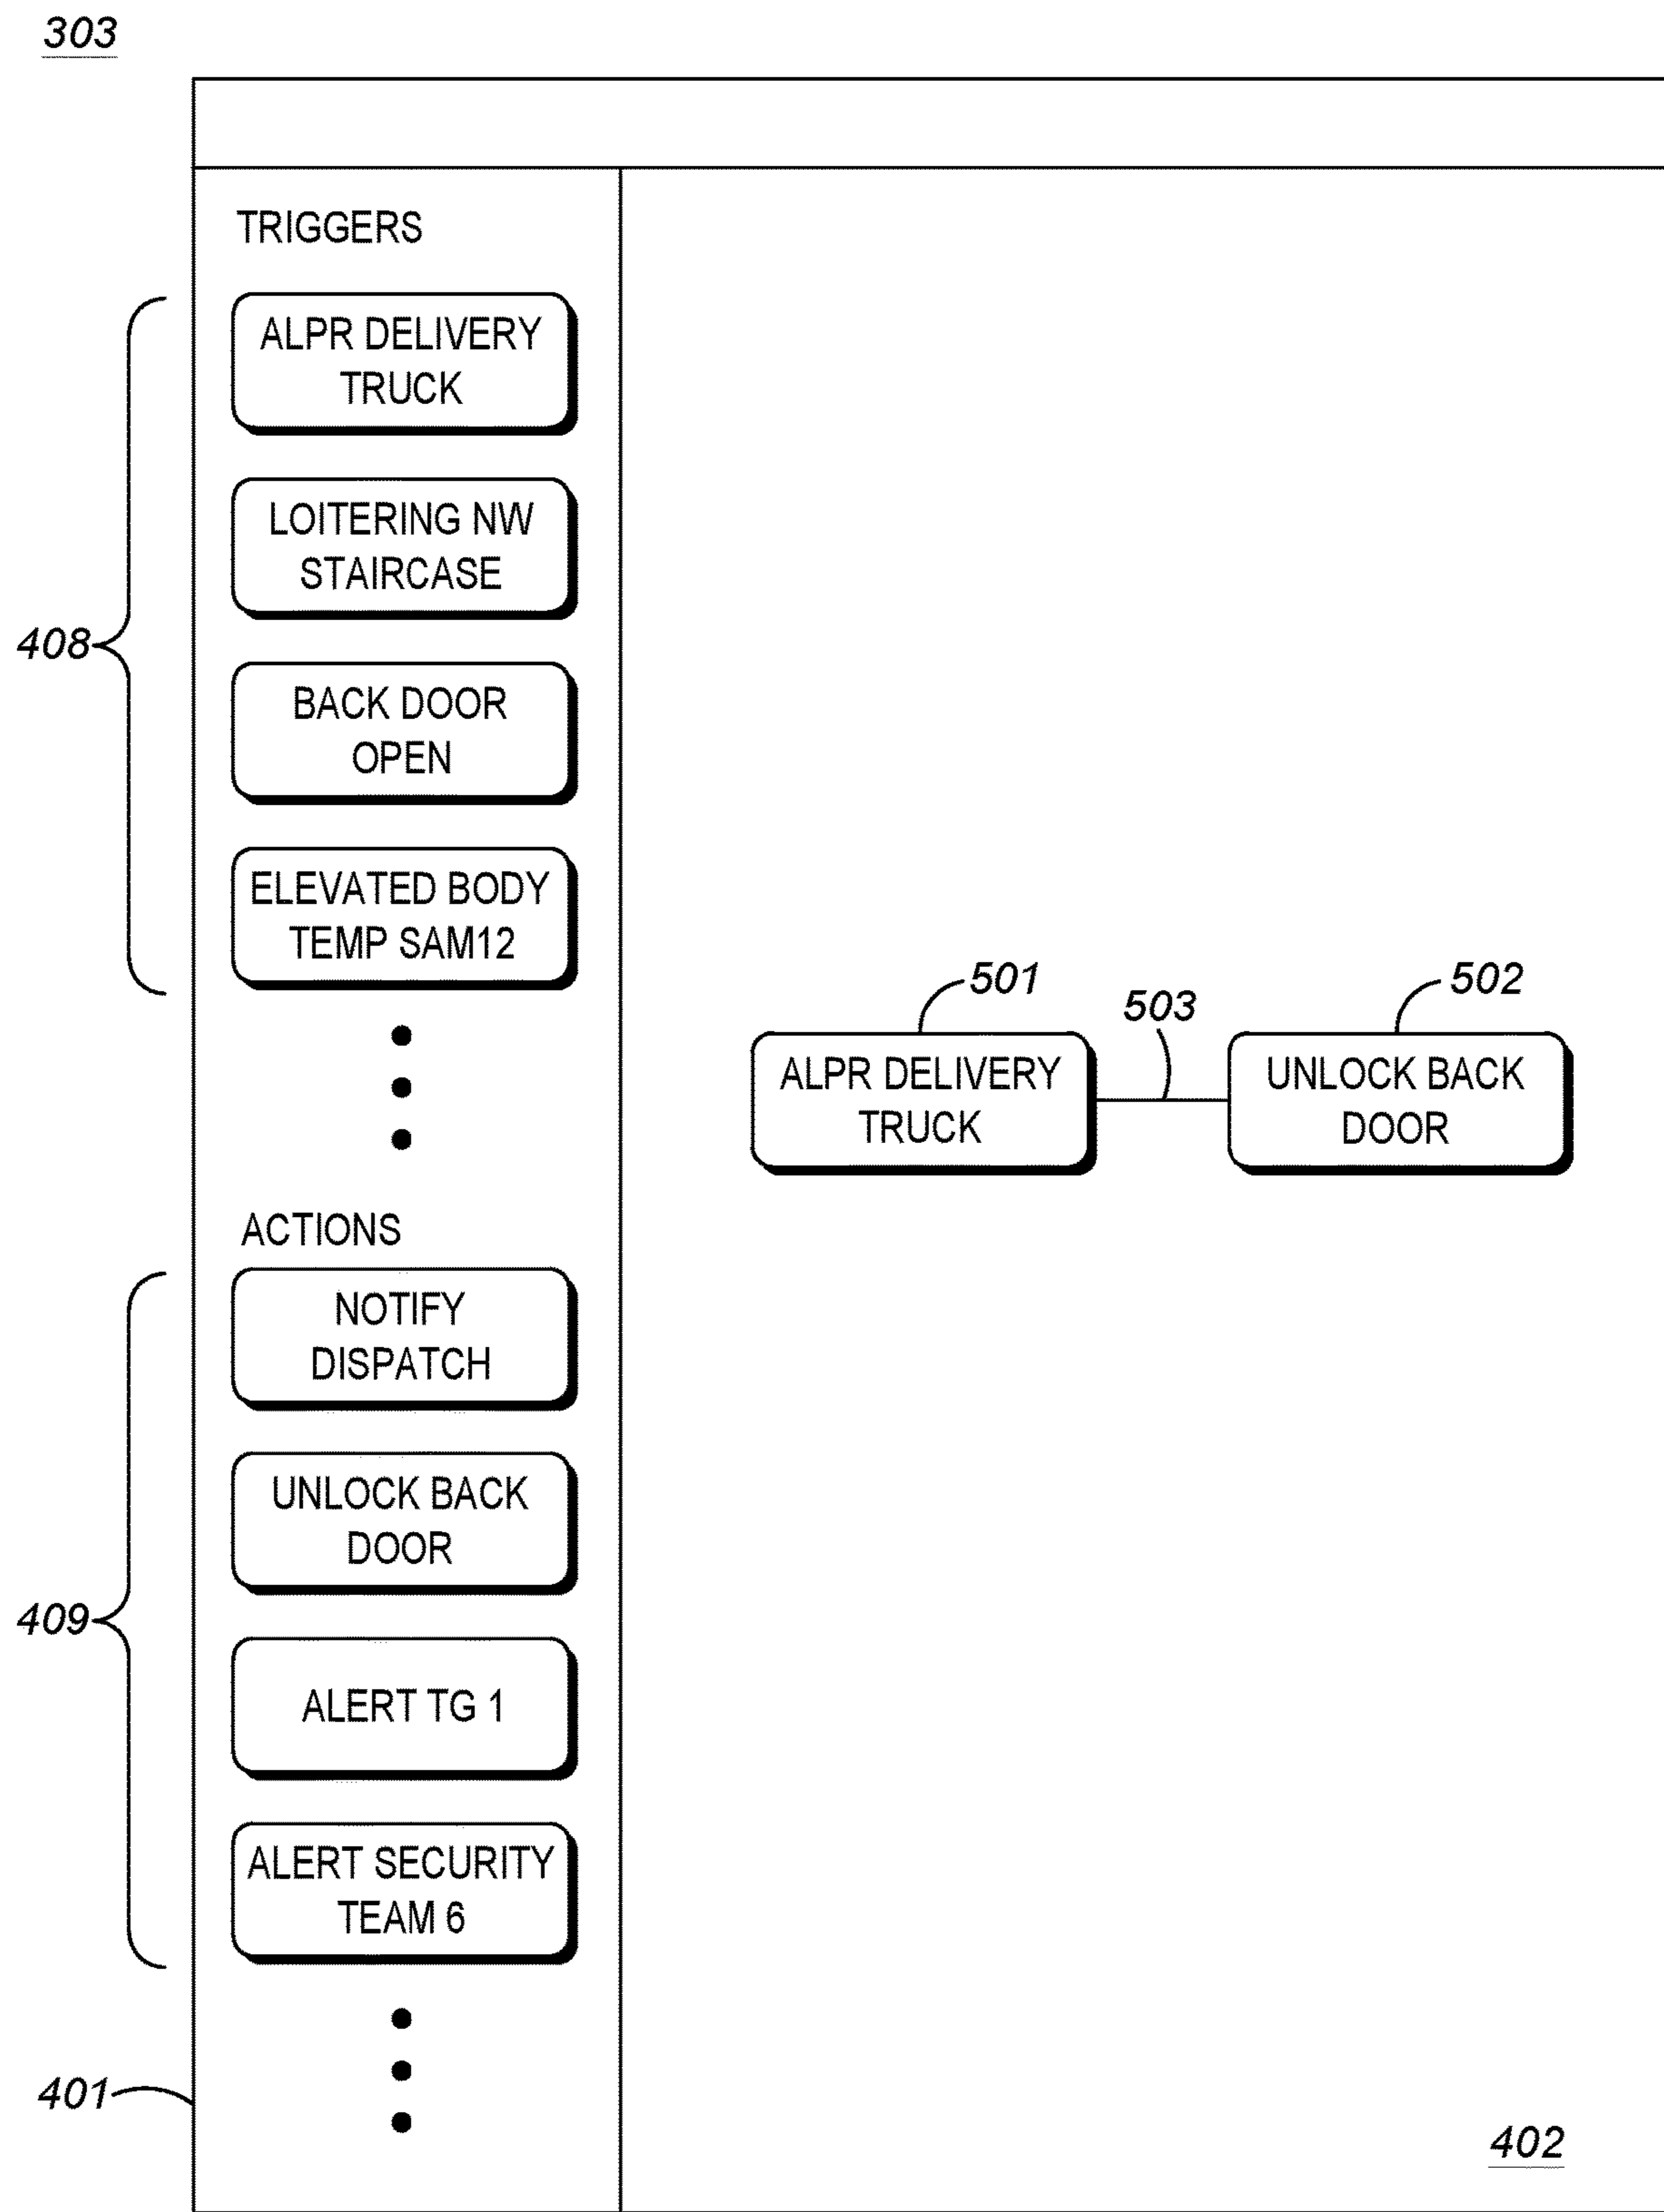 303
TRIGGERS
ALPR DELIVERY
TRUCK
LOITERING NW
STAIRCASE
408
BACK DOOR
OPEN
ELEVATED BODY
TEMP SAM12
ACTIONS
NOTIFY
DISPATCH
UNLOCK BACK
DOOR
409
ALERT TG 1
ALERT SECURITY
TEAM 6
401
501
503
502
ALPR DELIVERY
TRUCK
UNLOCK BACK
DOOR
402